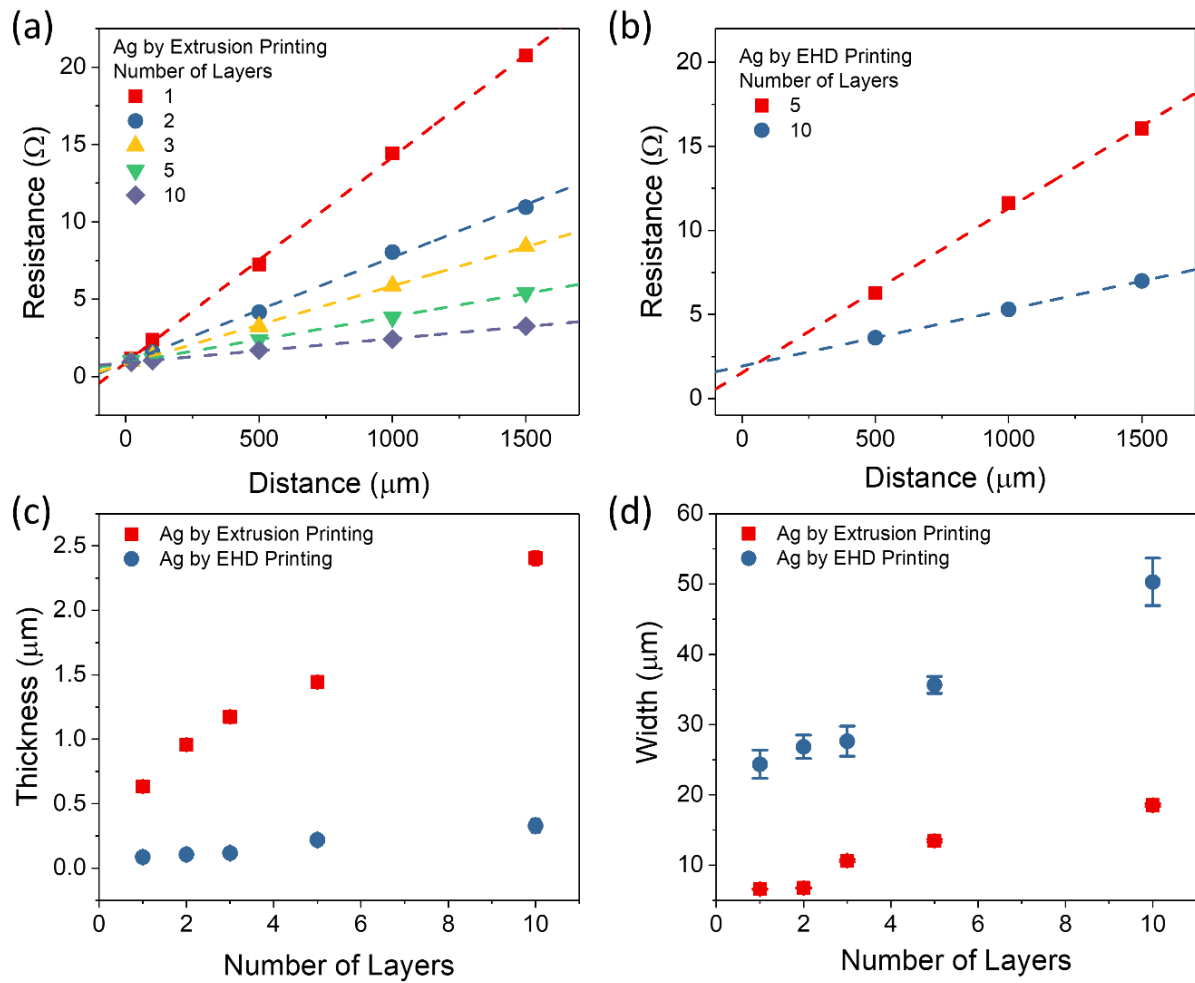 (a)
Ag by Extrusion Printing
Number of Layers
1
2
3
5
10
20
15
10
5
0
Resistance (Ω)
0
500
1000
1500
Distance (μm)
(b)
Ag by EHD Printing
Number of Layers
5
10
20
15
10
5
0
Resistance (Ω)
0
500
1000
1500
Distance (μm)
(c)
Ag by Extrusion Printing
Ag by EHD Printing
2.5
2.0
1.5
1.0
0.5
0.0
Thickness (μm)
0
2
4
6
8
10
Number of Layers
(d)
Ag by Extrusion Printing
Ag by EHD Printing
60
50
40
30
20
10
Width (μm)
0
2
4
6
8
10
Number of Layers